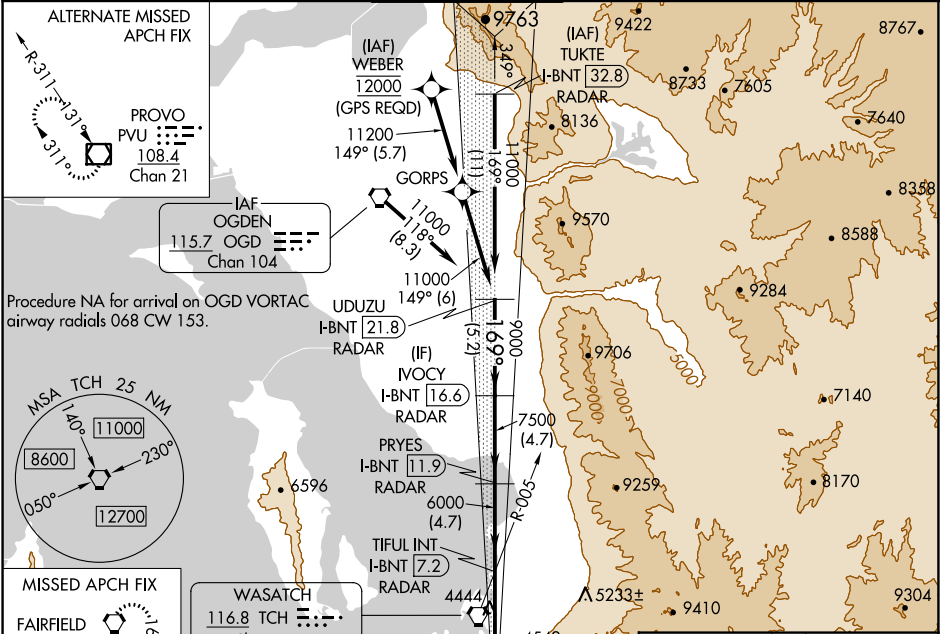 ALTERNATE MISSED
APCH FIX
R-311
131°
311°
PROVO
PVU
108.4
Chan 21
(IAF)
WEBER
12000
(GPS REQD)
11200
149° (5.7)
GORPS
9763
349°
(IAF)
TUKTE
I-BNT 32.8
RADAR
9422
8767
8733
7605
8136
7640
11000
169°
(11)
IAF
OGDEN
115.7 OGD
Chan 104
11000
118°
(8.3)
11000
149° (6)
9570
8358
8588
9284
Procedure NA for arrival on OGD VORTAC
airway radials 068 CW 153.
UDUZU
I-BNT 21.8
RADAR
9000
169°
(5.2)
(IF)
IVOCY
I-BNT 16.6
RADAR
9706
9000
7000
5000
7140
MSA TCH 25 NM
140°
11000
8600
230°
050°
12700
7500
(4.7)
PRYES
I-BNT 11.9
RADAR
R-005
6596
9259
8170
6000
(4.7)
TIFUL INT
I-BNT 7.2
RADAR
MISSED APCH FIX
FAIRFIELD
WASATCH
116.8 TCH
4444
5233±
9410
9304